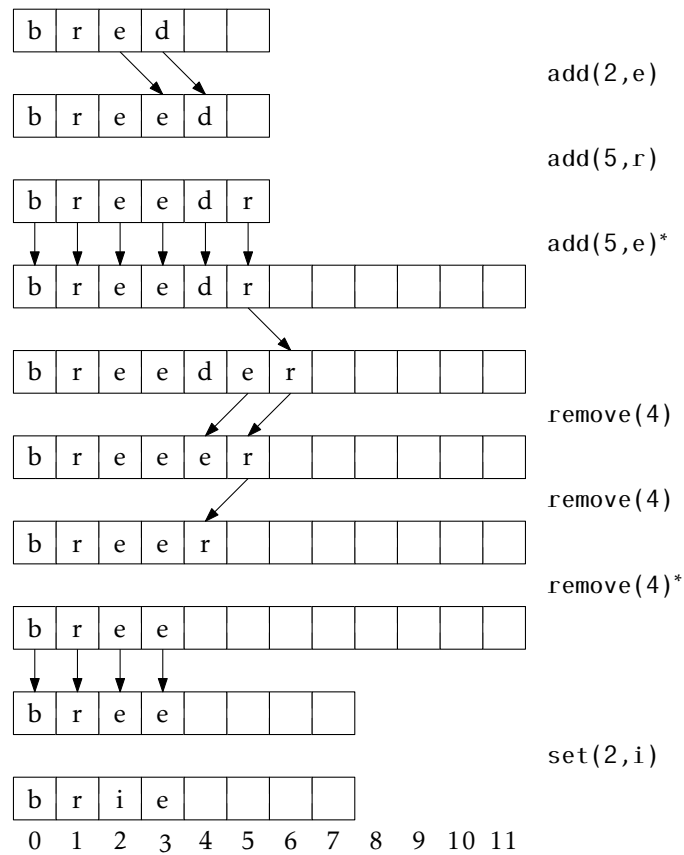 b r e d
add(2,e)
b r e e d
add(5,r)
b r e e d r
add(5,e)*
b r e e d r
b r e e d e r
remove(4)
b r e e e r
remove(4)
b r e e r
remove(4)*
b r e e
b r e e
set(2,i)
b r i e
0 1 2 3 4 5 6 7 8 9 10 11